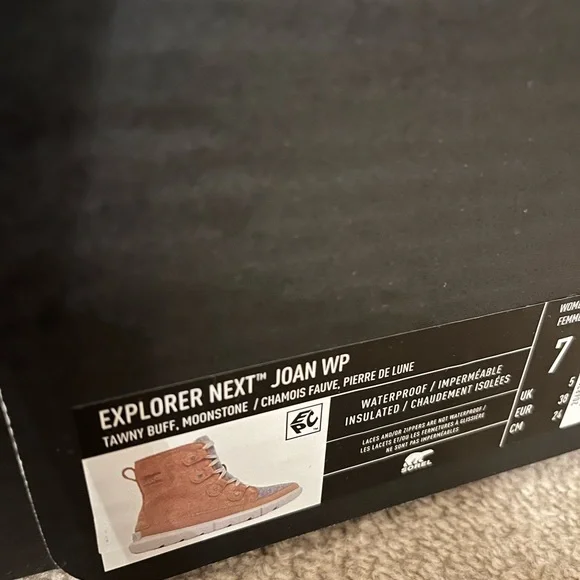 EXPLORER NEXT™ JOAN WP
TAWNY BUFF, MOONSTONE / CHAMOIS FAUVE, PIERRE DE LUNE
EPC
WATERPROOF / IMPERMÉABLE
INSULATED / CHAUDEMENT ISOLÉES
LACES AND/OR ZIPPERS ARE NOT WATERPROOF /
LES LACETS ET/OU LES FERMETURES À GLISSIÈRE
NE SONT PAS IMPERMÉABLES
SOREL
7
UK 5
EUR 38
CM 24